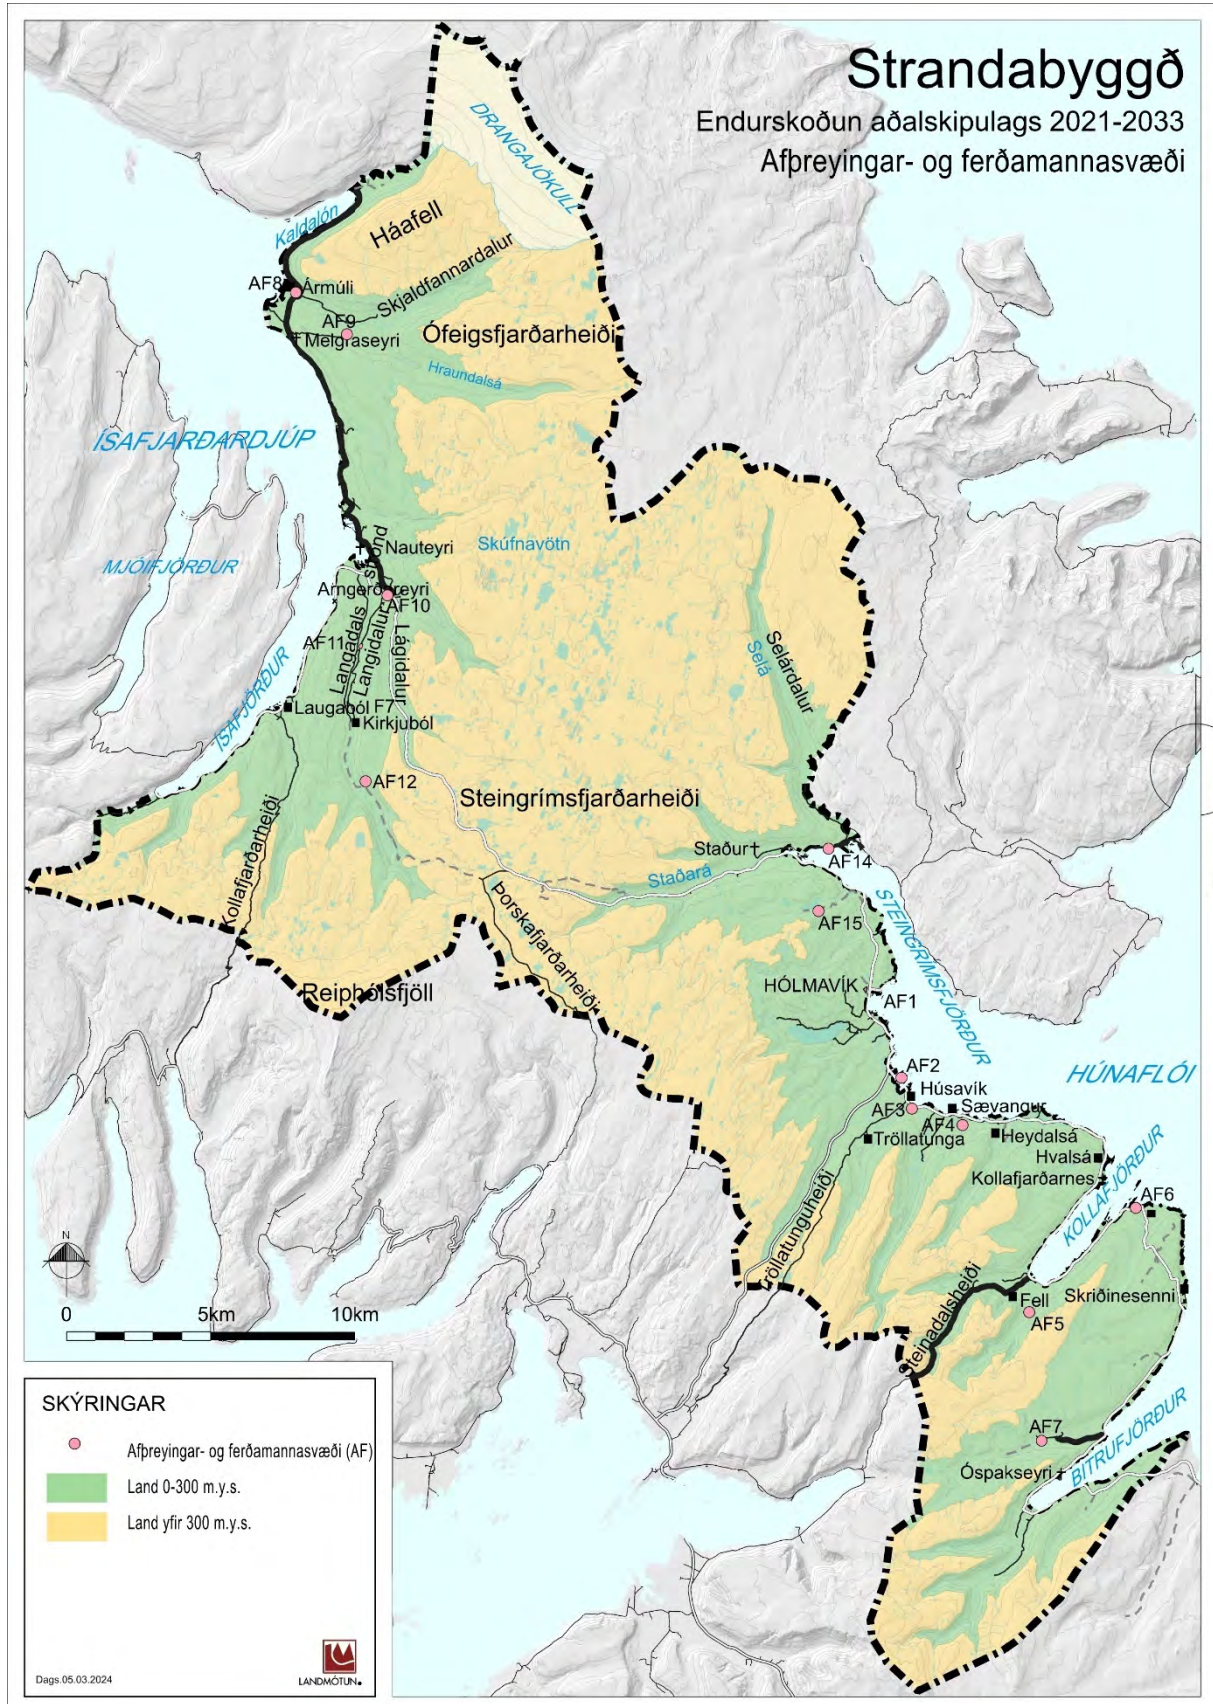 Strandabyggð
Endurskoðun aðalskipulags 2021-2033
Afþreyingar- og ferðamannasvæði
DRANGAJÖKULL
Kaldalón
Háafell
Skjaldfannardalur
AF8
Ármúli
AF9
Melgraseyri
Ófeigsfjarðarheiði
Hraundalsá
ÍSAFJARÐARDJÚP
Skúfnavötn
Nauteyri
MJÓIFJÖRÐUR
Arngerðareyri
AF10
Langadalsströnd
AF11
Langidalur
Lágidalur
Selá
Selárdalur
ÍSAFJÖRÐUR
Laugaból
F7
Kirkjuból
AF12
Steingrímsfjarðarheiði
Staður
AF14
Staðará
Kollafjarðarheiði
Þorskafjarðarheiði
AF15
STEINGRÍMSFJÖRÐUR
HÓLMAVÍK
AF1
Reiphólsfjöll
HÚNAFLÓI
AF2
Húsavík
AF3
Sævangur
AF4
Tröllatunga
Heydalsá
Hvalsá
Kollafjarðarnes
KOLLAFJÖRÐUR
AF6
Tröllatunguheiði
Steinadalsheiði
Fell
AF5
Skriðinesenni
AF7
Óspakseyri
BITRUFJÖRÐUR
N
0 5km 10km
SKÝRINGAR
Afþreyingar- og ferðamannasvæði (AF)
Land 0-300 m.y.s.
Land yfir 300 m.y.s.
Dags.05.03.2024
LANDMÓTUN.